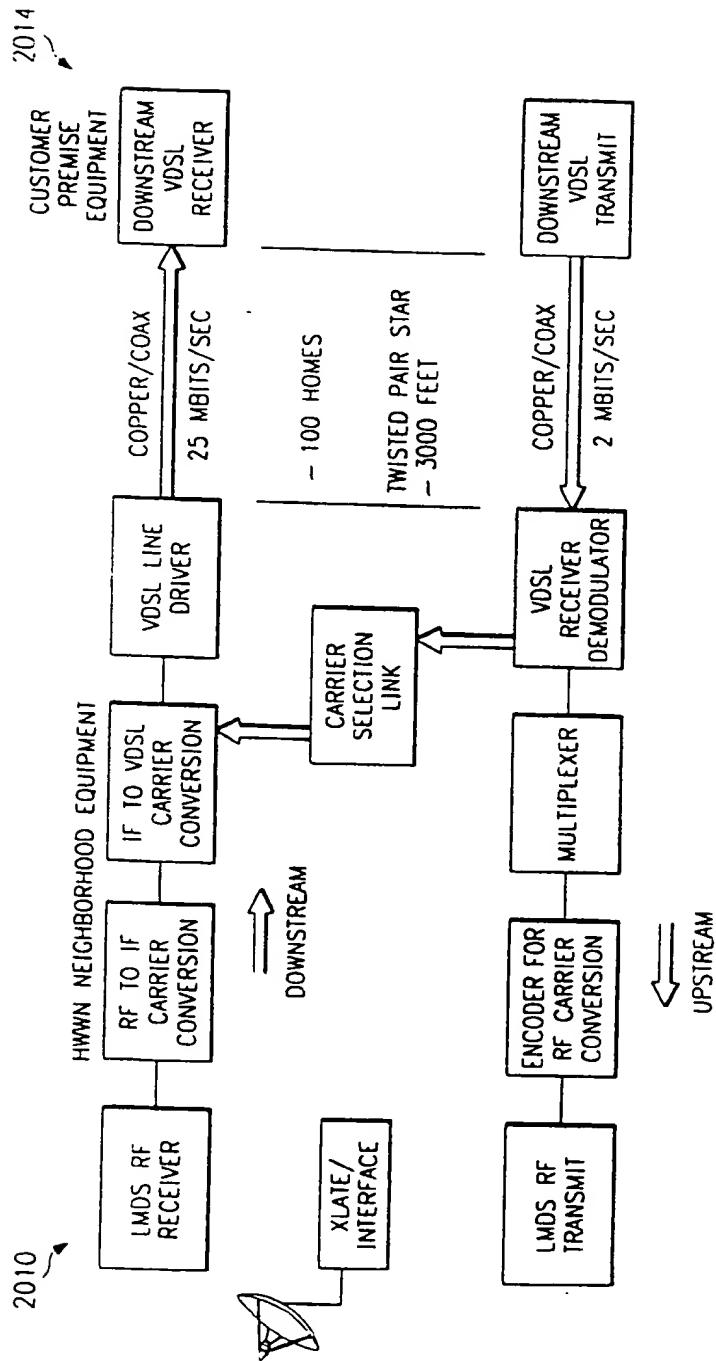 2010
2014
HWWN NEIGHBORHOOD EQUIPMENT
CUSTOMER
PREMISE
EQUIPMENT
LMDS RF
RECEIVER
RF TO IF
CARRIER
CONVERSION
IF TO VDSL
CARRIER
CONVERSION
VDSL LINE
DRIVER
COPPER/COAX
25 MBITS/SEC
DOWNSTREAM
VDSL
RECEIVER
DOWNSTREAM
XLATE/
INTERFACE
CARRIER
SELECTION
LINK
~ 100 HOMES
TWISTED PAIR STAR
~ 3000 FEET
LMDS RF
TRANSMIT
ENCODER FOR
RF CARRIER
CONVERSION
MULTIPLEXER
VDSL
RECEIVER
DEMODULATOR
COPPER/COAX
2 MBITS/SEC
DOWNSTREAM
VDSL
TRANSMIT
UPSTREAM